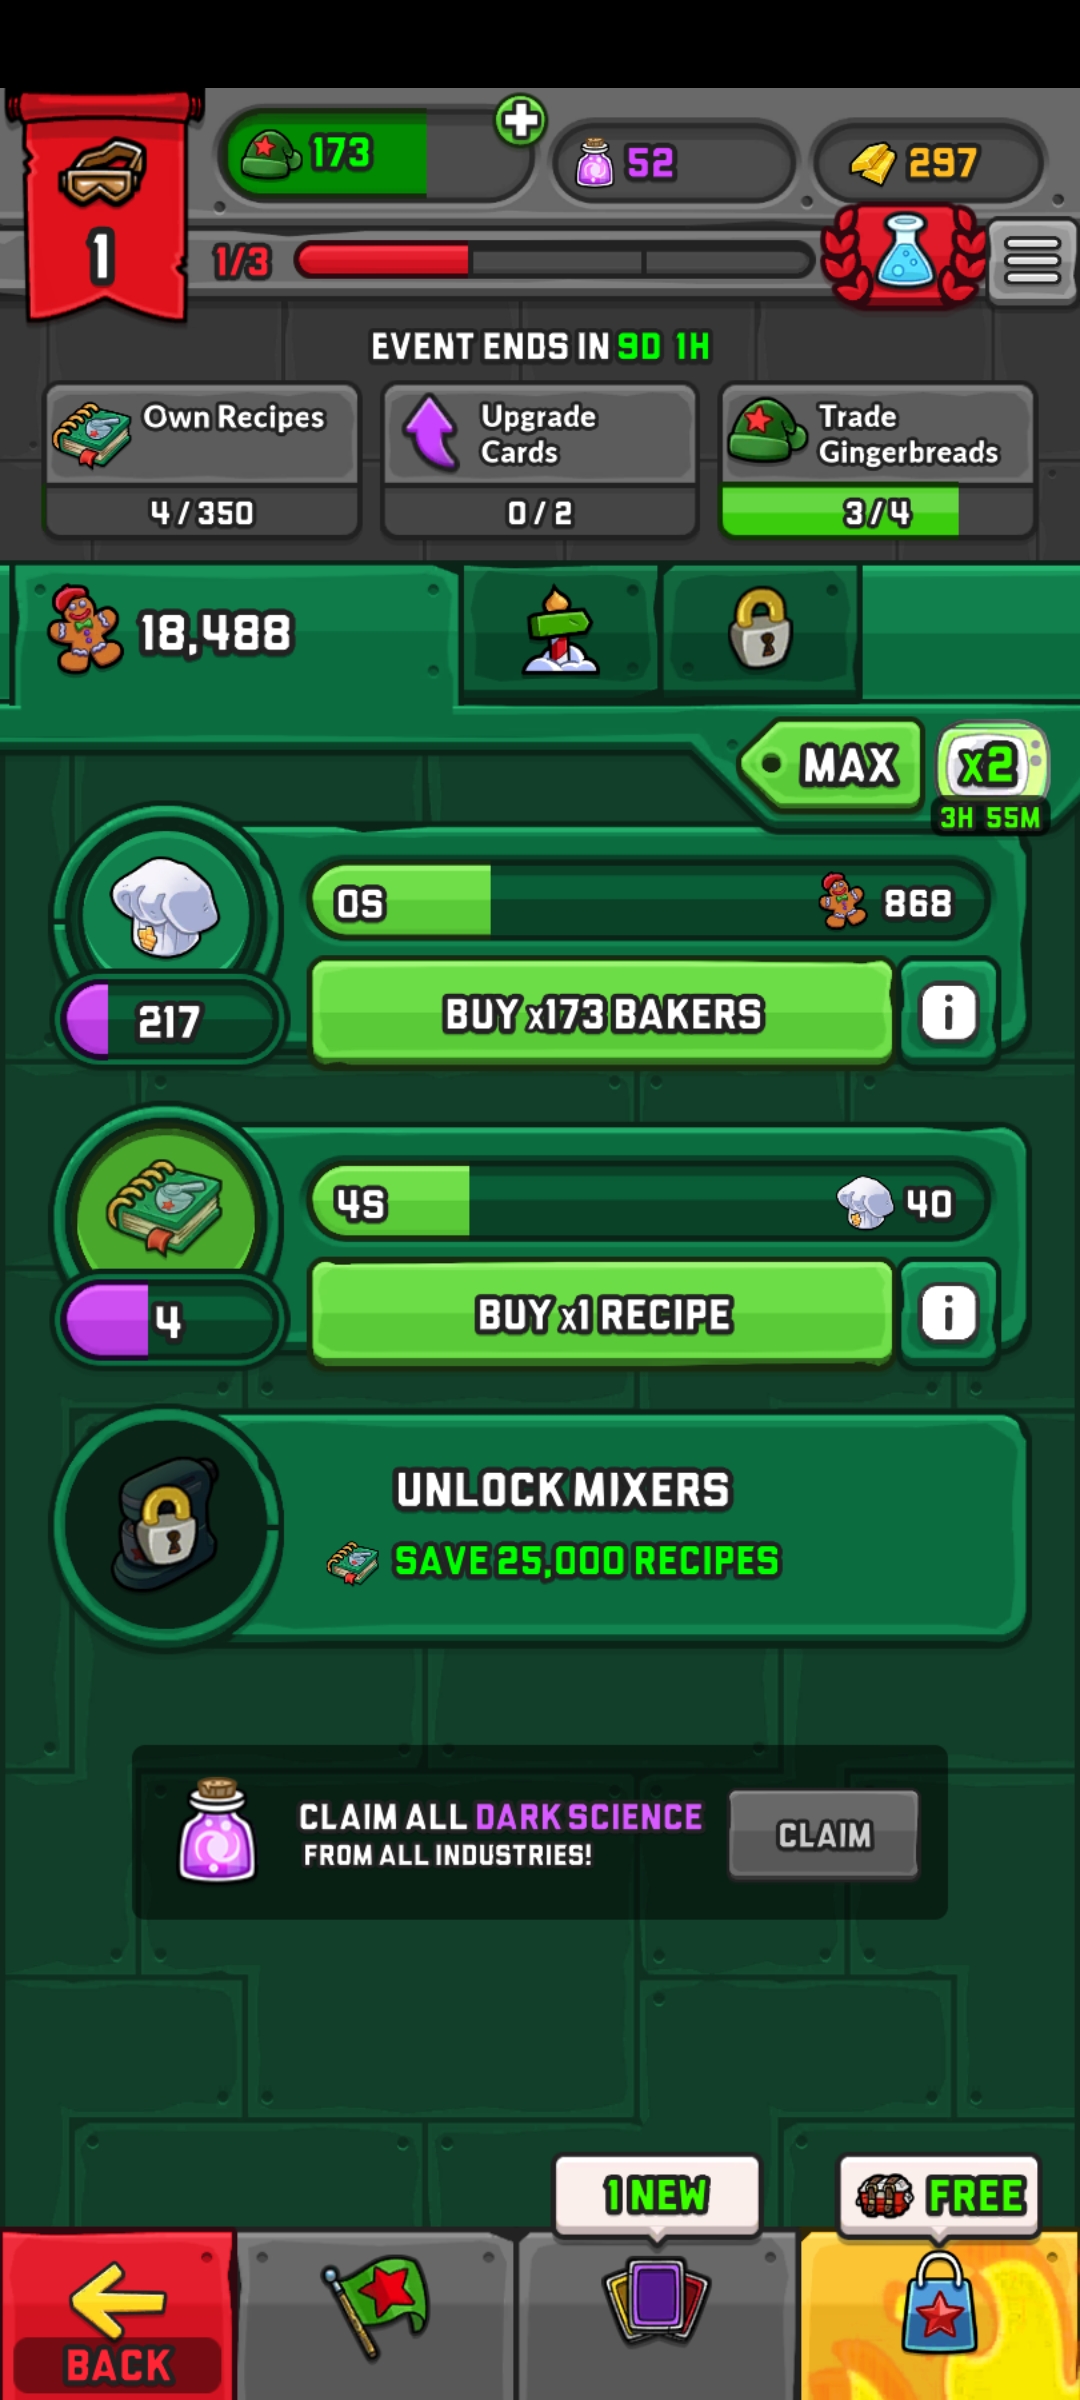 173
52
297
1
1/3
EVENT ENDS IN 9D 1H
Own Recipes
4/350
Upgrade
Cards
0/2
Trade
Gingerbreads
3/4
18,488
MAX
x2
3H 55M
0S
868
217
BUY x173 BAKERS
i
4S
40
4
BUY x1 RECIPE
i
UNLOCK MIXERS
SAVE 25,000 RECIPES
CLAIM ALL DARK SCIENCE
FROM ALL INDUSTRIES!
CLAIM
1 NEW
FREE
BACK